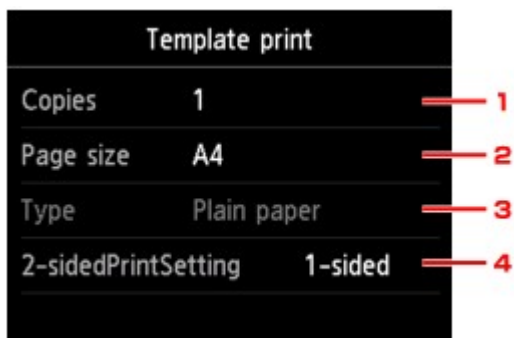 Template print
Copies 1 1
Page size A4 2
Type Plain paper 3
2-sidedPrintSetting 1-sided 4